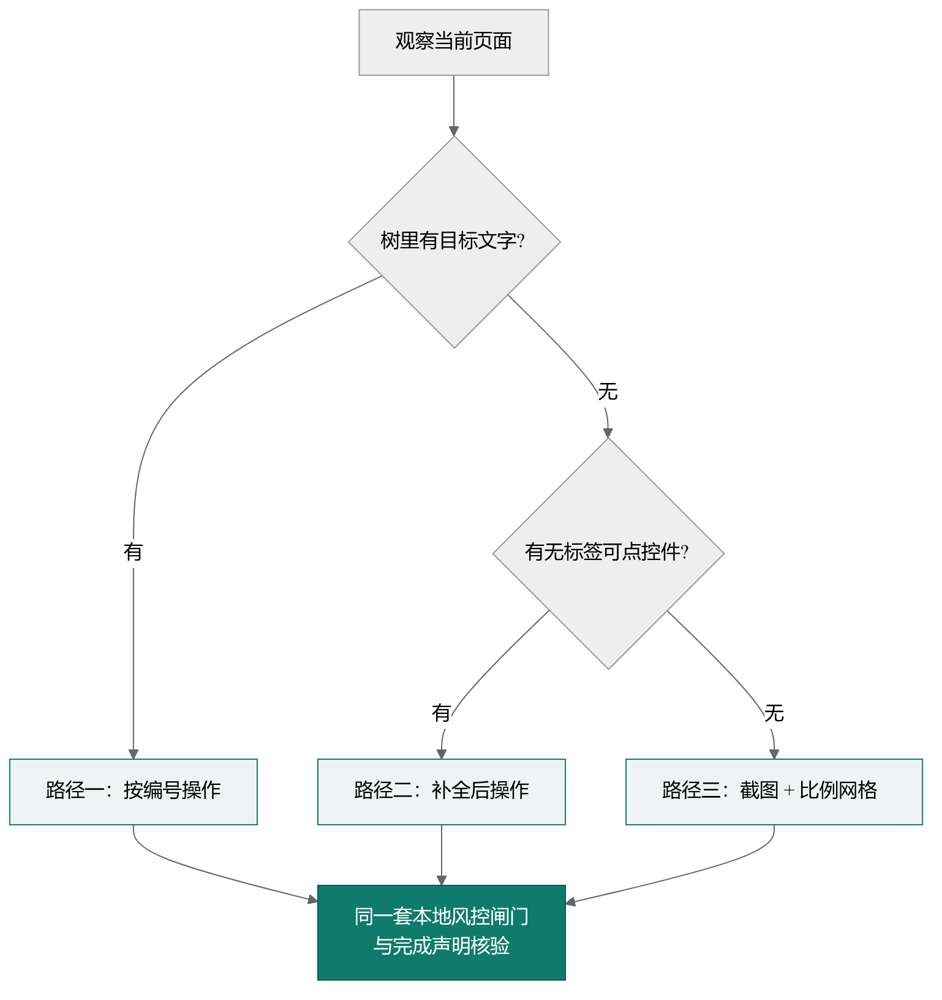 观察当前页面
树里有目标文字?
无
有无标签可点控件?
有
有
无
路径一：按编号操作
路径二：补全后操作
路径三：截图 + 比例网格
同一套本地风控闸门
与完成声明核验